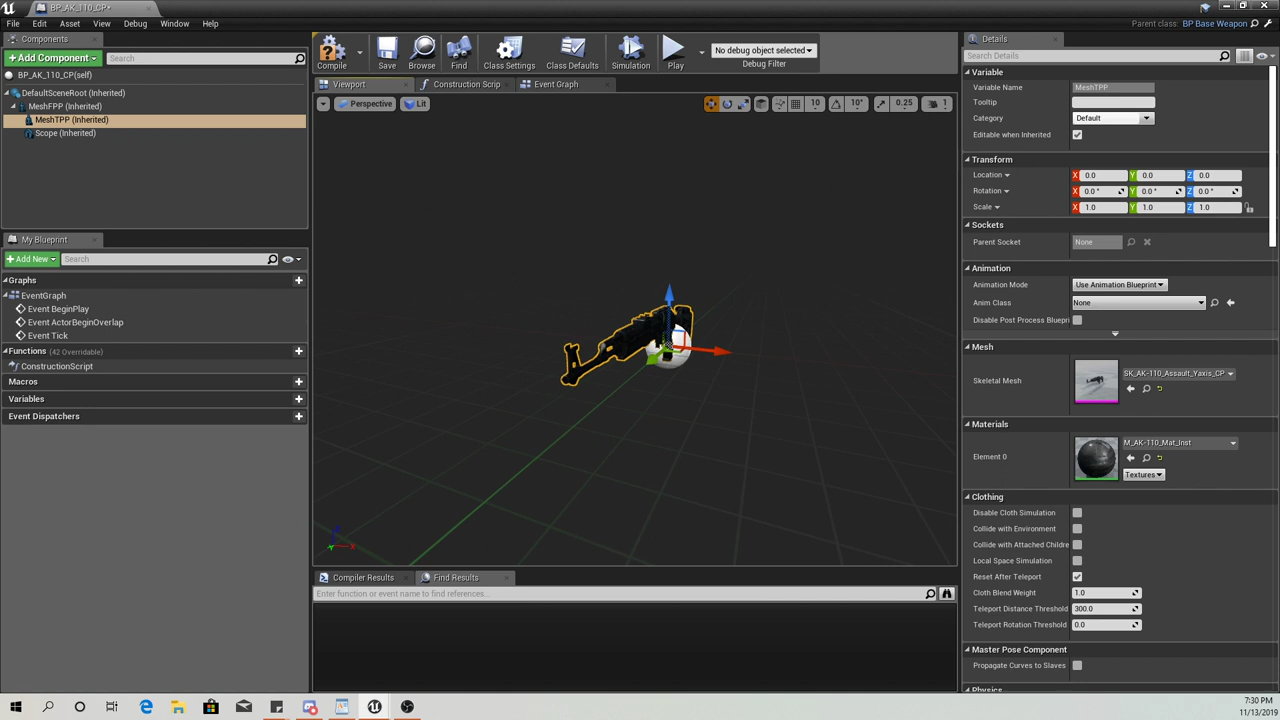 BP_AK_110_CP*
File Edit Asset View Debug Window Help
Parent class: BP Base Weapon
Components
+Add Component Search
BP_AK_110_CP(self)
DefaultSceneRoot (Inherited)
MeshFPP (Inherited)
MeshTPP (Inherited)
Scope (Inherited)
My Blueprint
+Add New Search
Graphs
EventGraph
Event BeginPlay
Event ActorBeginOverlap
Event Tick
Functions (42 Overridable)
ConstructionScript
Macros
Variables
Event Dispatchers
Compile Save Browse Find Class Settings Class Defaults Simulation Play
No debug object selected
Debug Filter
Viewport Construction Scrip Event Graph
Perspective Lit 10 10° 0.25 1
Compiler Results Find Results
Enter function or event name to find references...
Details
Search Details
Variable
Variable Name MeshTPP
Tooltip
Category Default
Editable when Inherited
Transform
Location X 0.0 Y 0.0 Z 0.0
Rotation X 0.0 ° Y 0.0 ° Z 0.0 °
Scale X 1.0 Y 1.0 Z 1.0
Sockets
Parent Socket None
Animation
Animation Mode Use Animation Blueprint
Anim Class None
Disable Post Process Bluepri
Mesh
Skeletal Mesh SK_AK-110_Assault_Yaxis_CP
Materials
Element 0 M_AK-110_Mat_Inst
Textures
Clothing
Disable Cloth Simulation
Collide with Environment
Collide with Attached Childre
Local Space Simulation
Reset After Teleport
Cloth Blend Weight 1.0
Teleport Distance Threshold 300.0
Teleport Rotation Threshold 0.0
Master Pose Component
Propagate Curves to Slaves
Physics
7:30 PM
11/13/2019